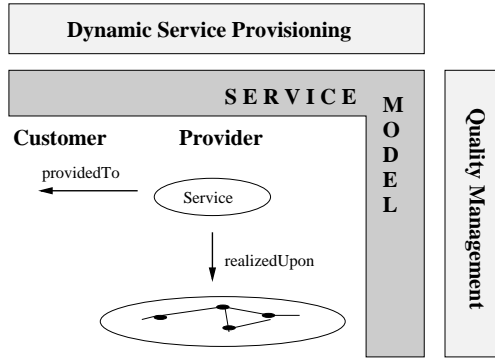 Dynamic Service Provisioning
SERVICE
MODEL
Quality Management
Customer
Provider
providedTo
Service
realizedUpon